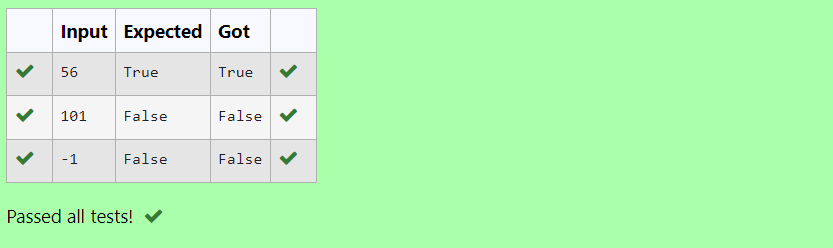 Input Expected Got
56 True True
101 False False
-1 False False
Passed all tests!